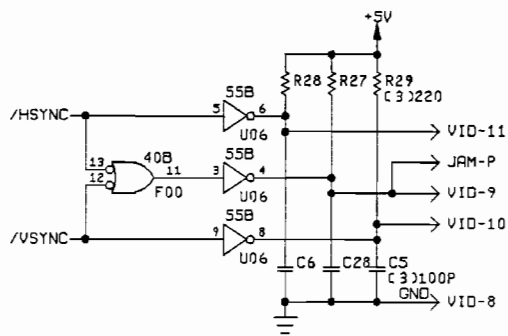 +5V
R28
R27
R29
(3)220
55B
5
6
/HSYNC
U06
VID-11
40B
55B
JAM-P
13
12
11
3
4
F00
U06
VID-9
55B
VID-10
/VSYNC
9
8
U06
C6
C28
C5
(3)100P
GND
VID-8